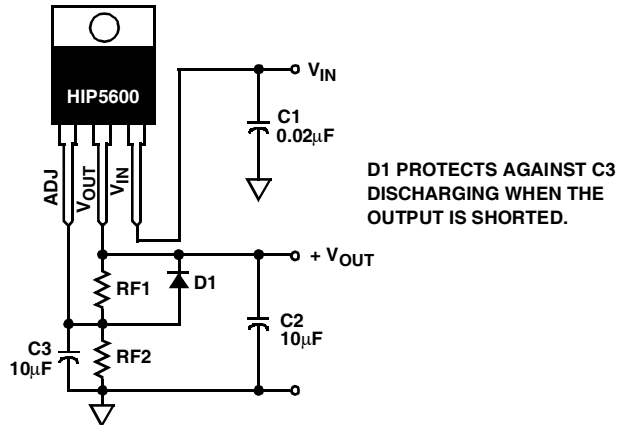 HIP5600
ADJ
VOUT
VIN
VIN
C1
0.02µF
D1 PROTECTS AGAINST C3
DISCHARGING WHEN THE
OUTPUT IS SHORTED.
+ VOUT
RF1
D1
C2
10µF
C3
10µF
RF2